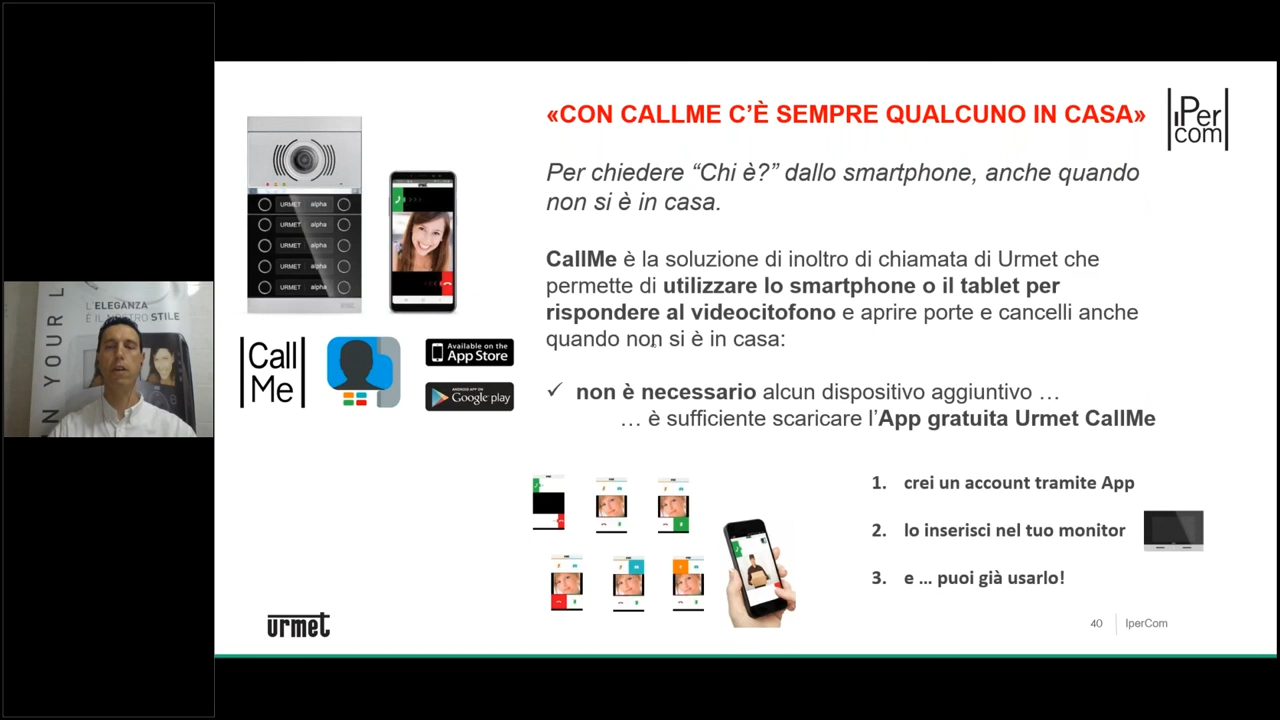 «CON CALLME C'È SEMPRE QUALCUNO IN CASA»
iPer
com
Per chiedere “Chi è?” dallo smartphone, anche quando
non si è in casa.
CallMe è la soluzione di inoltro di chiamata di Urmet che
permette di utilizzare lo smartphone o il tablet per
rispondere al videocitofono e aprire porte e cancelli anche
quando non si è in casa:
✓ non è necessario alcun dispositivo aggiuntivo …
… è sufficiente scaricare l'App gratuita Urmet CallMe
URMET alpha
URMET alpha
URMET alpha
URMET alpha
URMET alpha
urmet
Call
Me
Available on the
App Store
ANDROID APP ON
Google play
1. crei un account tramite App
2. lo inserisci nel tuo monitor
3. e … puoi già usarlo!
urmet
40
IperCom
IN YOUR L
L'ELEGANZA
È IL NOSTRO STILE